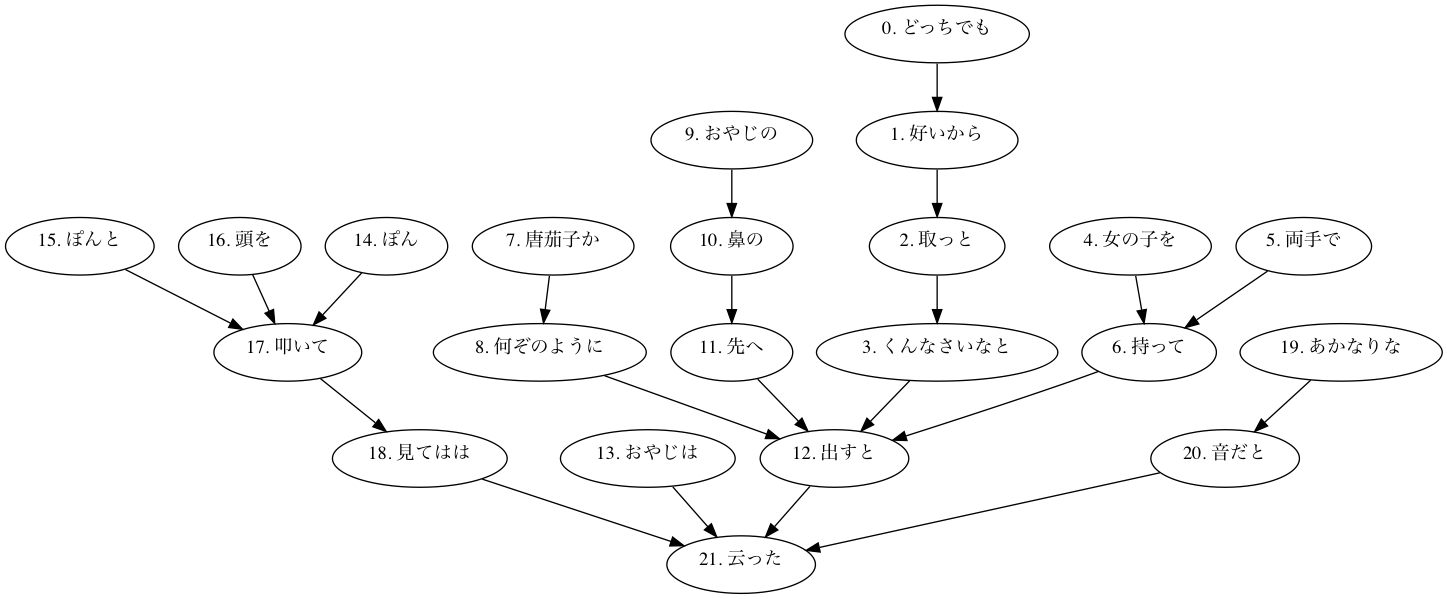 0. どっちでも
9. おやじの
1. 好いから
15. ぽんと
16. 頭を
14. ぽん
7. 唐茄子か
10. 鼻の
2. 取っと
4. 女の子を
5. 両手で
17. 叩いて
8. 何ぞのように
11. 先へ
3. くんなさいなと
6. 持って
19. あかなりな
18. 見てはは
13. おやじは
12. 出すと
20. 音だと
21. 云った